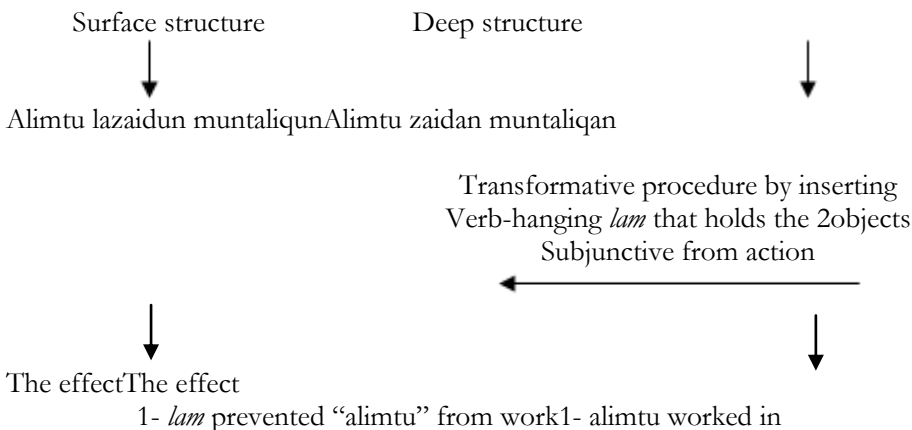 Surface structure Deep structure
Alimtu lazaidun muntaliqunAlimtu zaidan muntaliqan
Transformative procedure by inserting
Verb-hanging lam that holds the 2objects
Subjunctive from action
The effectThe effect
1- lam prevented “alimtu” from work1- alimtu worked in